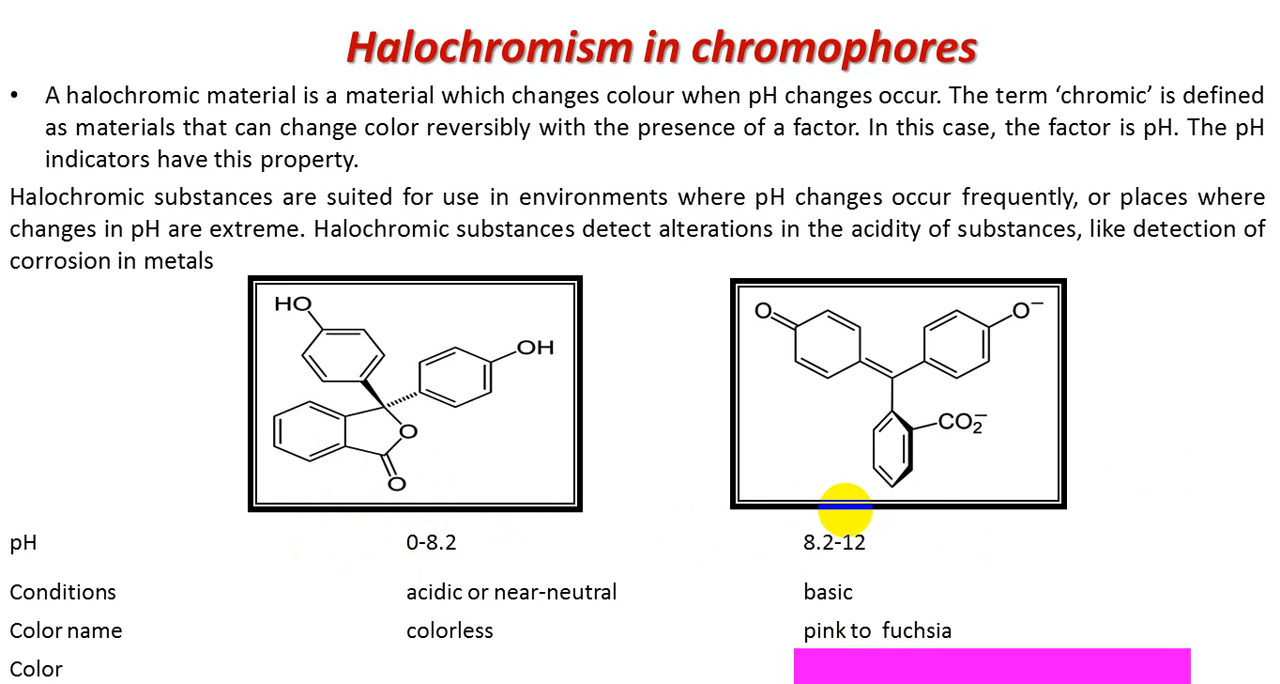 Halochromism in chromophores
• A halochromic material is a material which changes colour when pH changes occur. The term ‘chromic’ is defined
as materials that can change color reversibly with the presence of a factor. In this case, the factor is pH. The pH
indicators have this property.
Halochromic substances are suited for use in environments where pH changes occur frequently, or places where
changes in pH are extreme. Halochromic substances detect alterations in the acidity of substances, like detection of
corrosion in metals
HO
OH
O
O
O
O⁻
CO₂⁻
pH 0-8.2 8.2-12
Conditions acidic or near-neutral basic
Color name colorless pink to fuchsia
Color